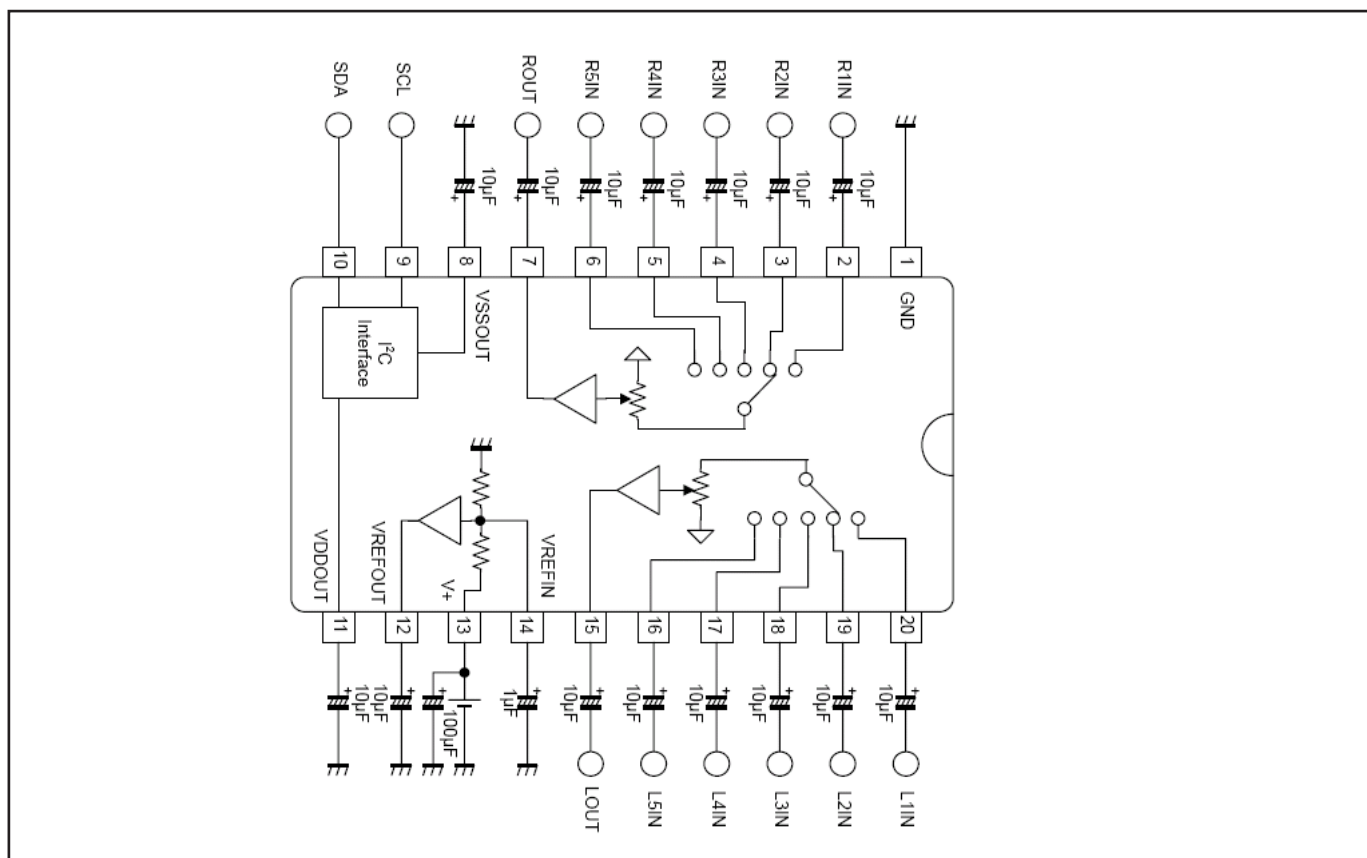 SDA
SCL
ROUT
R5IN
R4IN
R3IN
R2IN
R1IN
10µF
10µF
10µF
10µF
10µF
10µF
10µF
10
9
8
7
6
5
4
3
2
1
I²C
Interface
VSSOUT
GND
VDDOUT
VREFOUT
V+
VREFIN
11
12
13
14
15
16
17
18
19
20
10µF
10µF
100µF
1µF
10µF
10µF
10µF
10µF
10µF
10µF
LOUT
L5IN
L4IN
L3IN
L2IN
L1IN